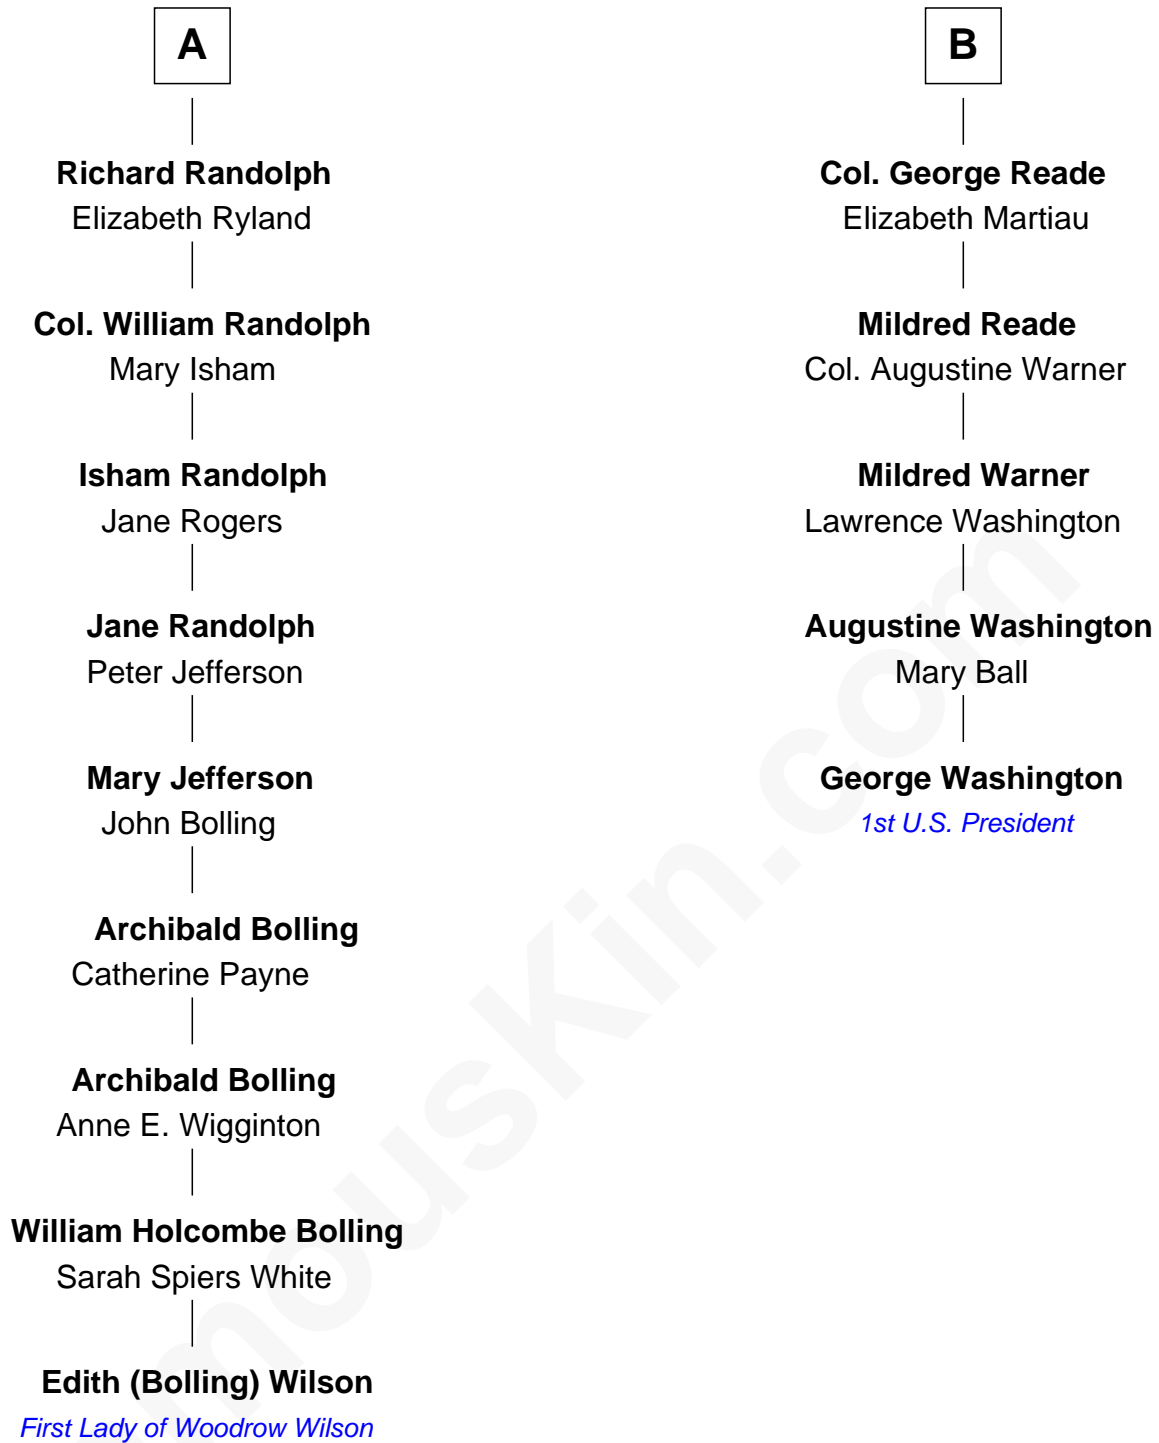 A
Richard Randolph
Elizabeth Ryland
Col. William Randolph
Mary Isham
Isham Randolph
Jane Rogers
Jane Randolph
Peter Jefferson
Mary Jefferson
John Bolling
Archibald Bolling
Catherine Payne
Archibald Bolling
Anne E. Wigginton
William Holcombe Bolling
Sarah Spiers White
Edith (Bolling) Wilson
First Lady of Woodrow Wilson
B
Col. George Reade
Elizabeth Martiau
Mildred Reade
Col. Augustine Warner
Mildred Warner
Lawrence Washington
Augustine Washington
Mary Ball
George Washington
1st U.S. President
mouskin.com